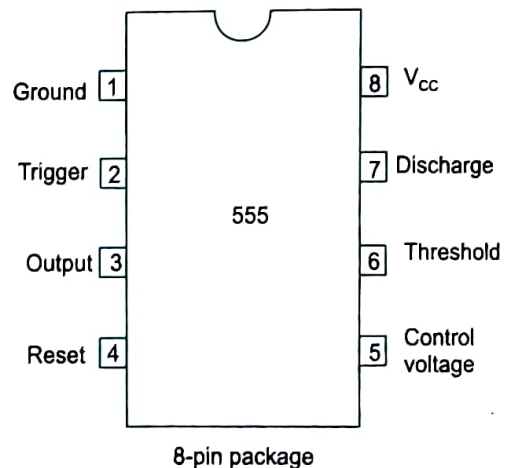 Ground 1
8 V_CC
Trigger 2
7 Discharge
555
Output 3
6 Threshold
Reset 4
5 Control
voltage
8-pin package